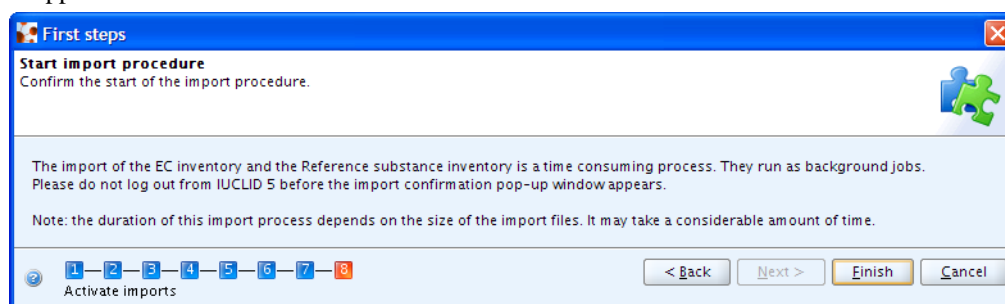 First steps
Start import procedure
Confirm the start of the import procedure.
The import of the EC inventory and the Reference substance inventory is a time consuming process. They run as background jobs.
Please do not log out from IUCLID 5 before the import confirmation pop-up window appears.
Note: the duration of this import process depends on the size of the import files. It may take a considerable amount of time.
1 2 3 4 5 6 7 8
Activate imports
< Back Next > Finish Cancel